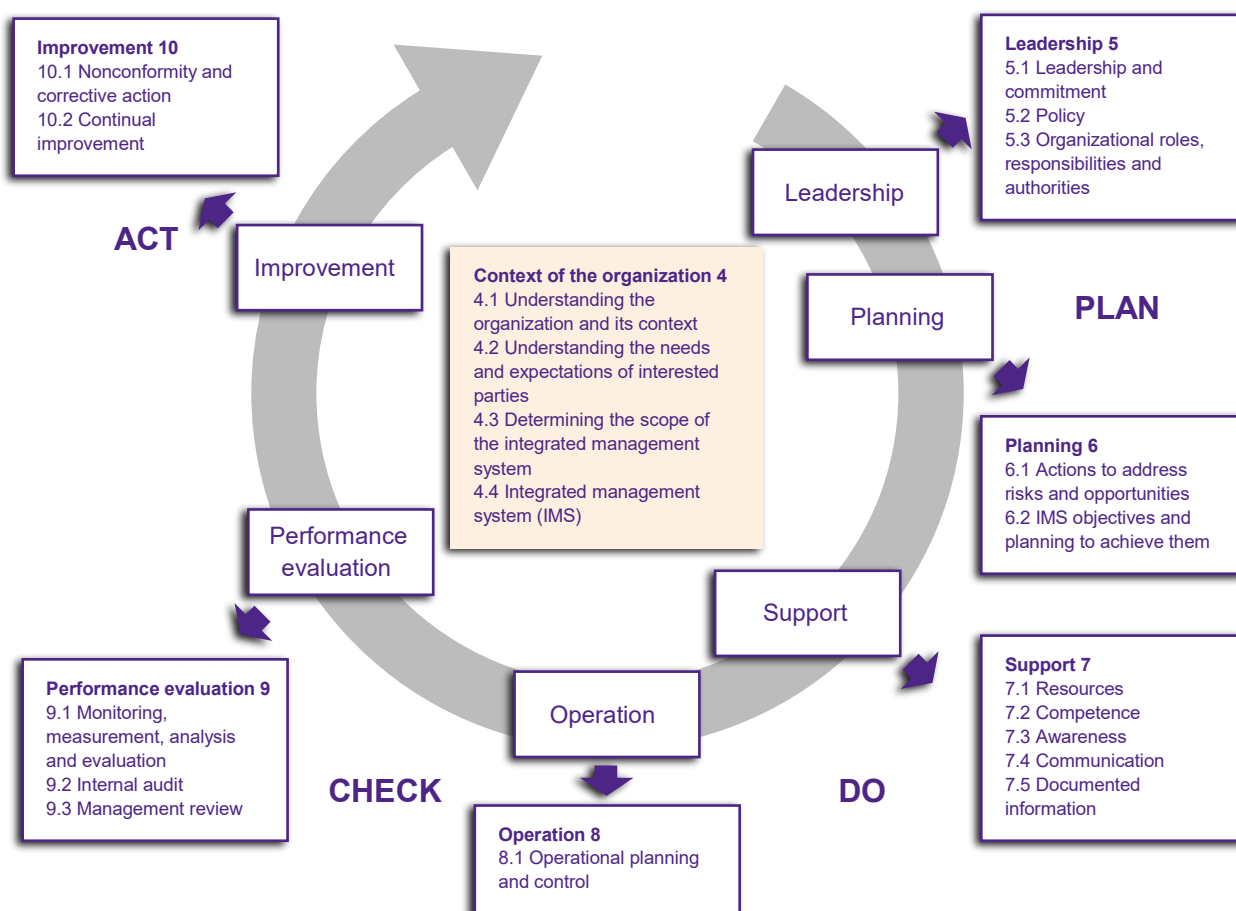 Improvement 10
10.1 Nonconformity and
corrective action
10.2 Continual
improvement
Leadership 5
5.1 Leadership and
commitment
5.2 Policy
5.3 Organizational roles,
responsibilities and
authorities
Leadership
ACT
Improvement
Context of the organization 4
4.1 Understanding the
organization and its context
4.2 Understanding the needs
and expectations of interested
parties
4.3 Determining the scope of
the integrated management
system
4.4 Integrated management
system (IMS)
Planning
PLAN
Planning 6
6.1 Actions to address
risks and opportunities
6.2 IMS objectives and
planning to achieve them
Performance
evaluation
Support
Support 7
7.1 Resources
7.2 Competence
7.3 Awareness
7.4 Communication
7.5 Documented
information
Performance evaluation 9
9.1 Monitoring,
measurement, analysis
and evaluation
9.2 Internal audit
9.3 Management review
Operation
CHECK
DO
Operation 8
8.1 Operational planning
and control